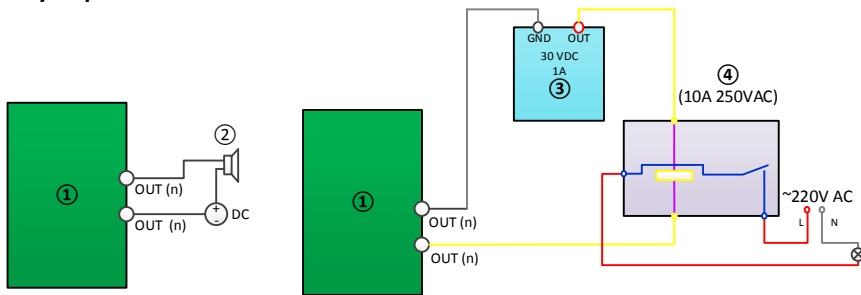 ①
②
OUT (n)
OUT (n)
+
-
DC
①
OUT (n)
OUT (n)
GND OUT
30 VDC
1A
③
④
(10A 250VAC)
~220V AC
L N